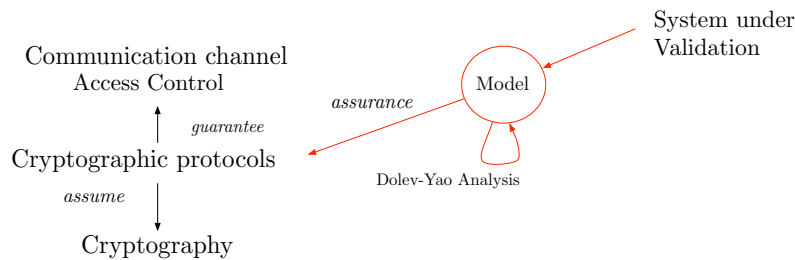 System under
Validation
Communication channel
Access Control
Model
assurance
guarantee
Cryptographic protocols
Dolev-Yao Analysis
assume
Cryptography